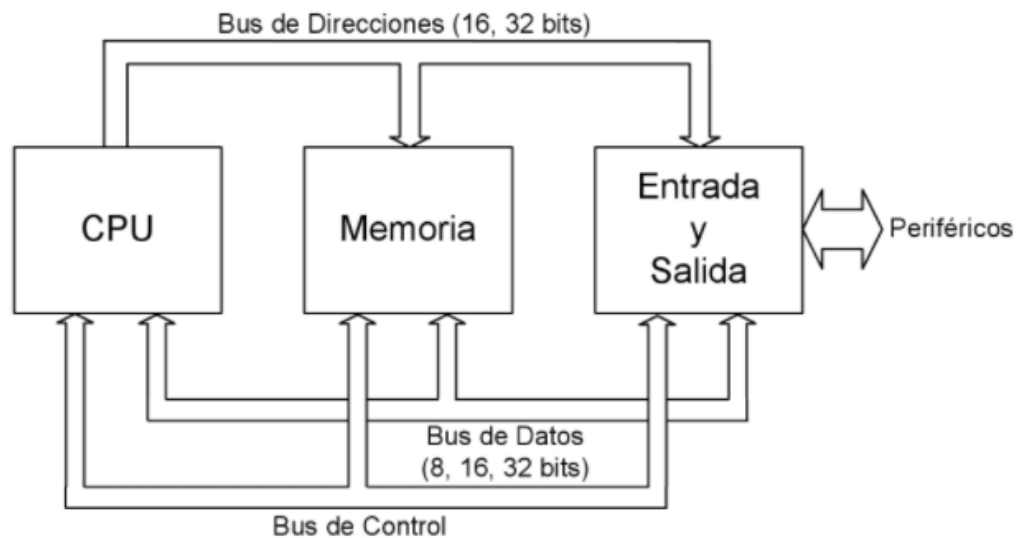 Bus de Direcciones (16, 32 bits)
CPU
Memoria
Entrada
y
Salida
Periféricos
Bus de Datos
(8, 16, 32 bits)
Bus de Control